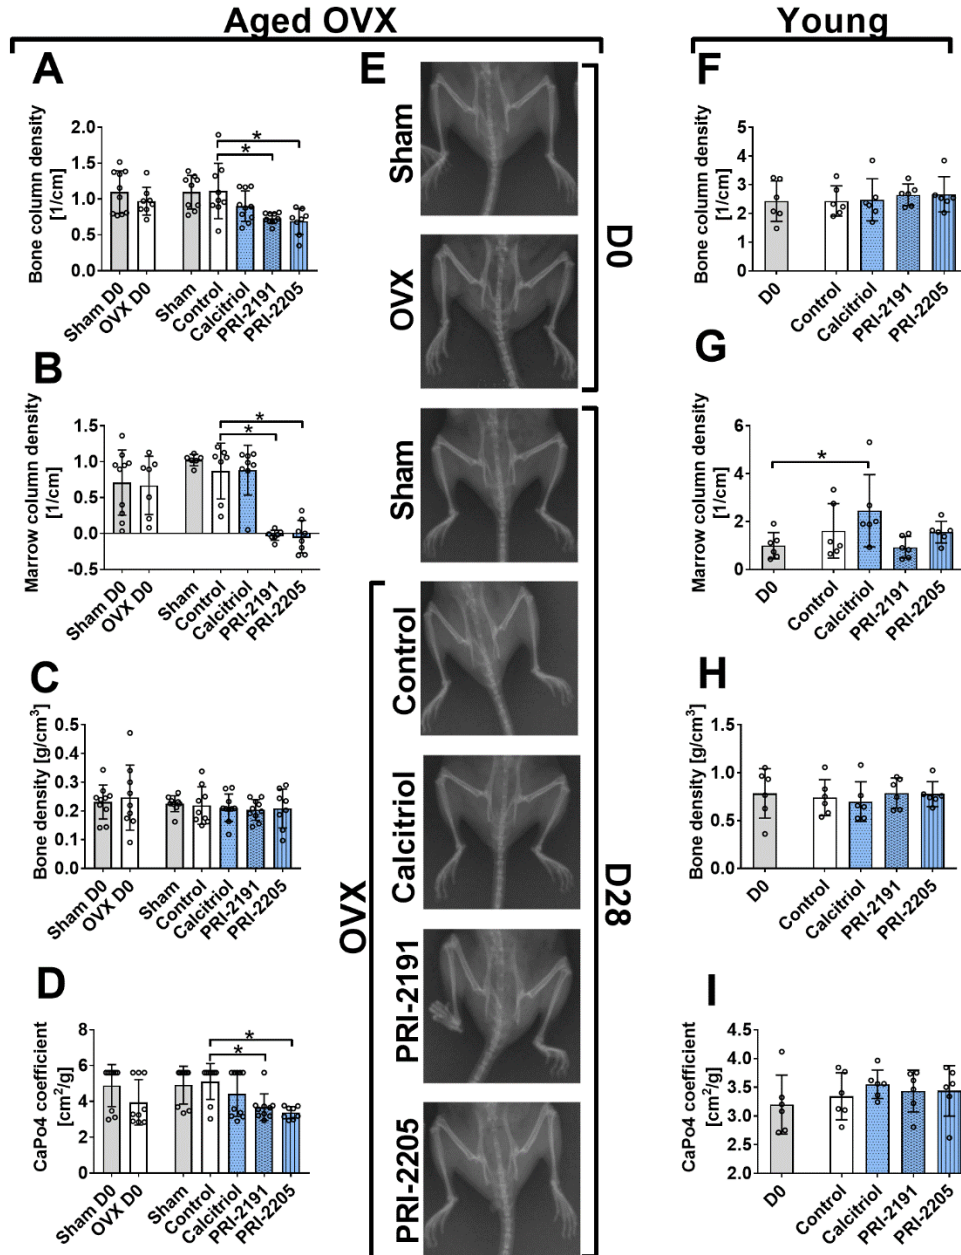 Aged OVX
Young
A
Bone column density
[1/cm]
2.0
1.5
1.0
0.5
0.0
*
*
Sham D0
OVX D0
Sham
Control
Calcitriol
PRI-2191
PRI-2205
B
Marrow column density
[1/cm]
1.5
1.0
0.5
0.0
-0.5
*
*
Sham D0
OVX D0
Sham
Control
Calcitriol
PRI-2191
PRI-2205
C
Bone density [g/cm³]
0.5
0.4
0.3
0.2
0.1
0.0
Sham D0
OVX D0
Sham
Control
Calcitriol
PRI-2191
PRI-2205
D
CaPo4 coefficient
[cm²/g]
8
6
4
2
0
*
*
Sham D0
OVX D0
Sham
Control
Calcitriol
PRI-2191
PRI-2205
E
Sham
OVX
D0
Sham
Control
Calcitriol
PRI-2191
PRI-2205
OVX
D28
F
Bone column density
[1/cm]
5
4
3
2
1
0
D0
Control
Calcitriol
PRI-2191
PRI-2205
G
Marrow column density
[1/cm]
6
4
2
0
*
D0
Control
Calcitriol
PRI-2191
PRI-2205
H
Bone density [g/cm³]
1.5
1.0
0.5
0.0
D0
Control
Calcitriol
PRI-2191
PRI-2205
I
CaPo4 coefficient
[cm²/g]
4.5
4.0
3.5
3.0
2.5
2.0
D0
Control
Calcitriol
PRI-2191
PRI-2205